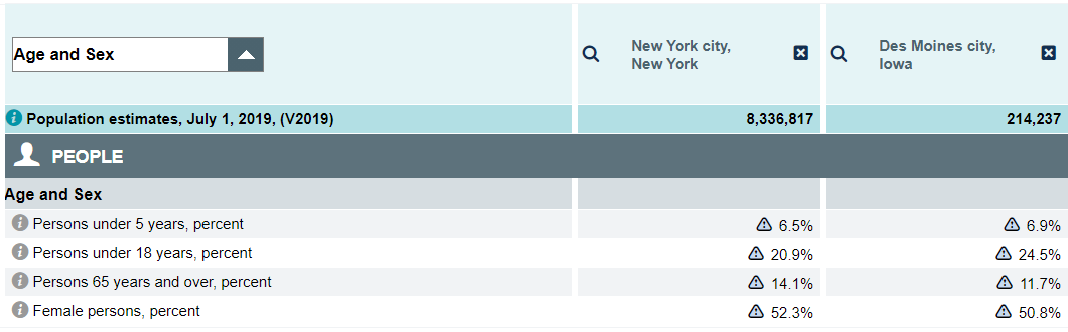 Age and Sex
New York city,
New York
Des Moines city,
Iowa
Population estimates, July 1, 2019, (V2019) 8,336,817 214,237
PEOPLE
Age and Sex
Persons under 5 years, percent 6.5% 6.9%
Persons under 18 years, percent 20.9% 24.5%
Persons 65 years and over, percent 14.1% 11.7%
Female persons, percent 52.3% 50.8%